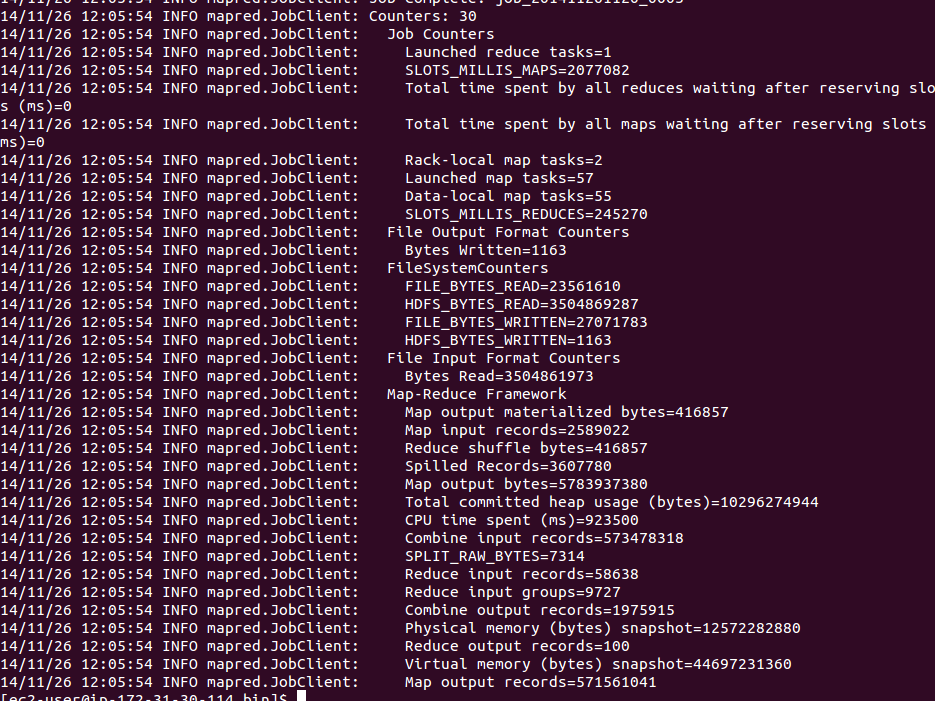 14/11/26 12:05:54 INFO mapred.JobClient: Job complete: job_201411261126_0003
14/11/26 12:05:54 INFO mapred.JobClient: Counters: 30
14/11/26 12:05:54 INFO mapred.JobClient:   Job Counters
14/11/26 12:05:54 INFO mapred.JobClient:     Launched reduce tasks=1
14/11/26 12:05:54 INFO mapred.JobClient:     SLOTS_MILLIS_MAPS=2077082
14/11/26 12:05:54 INFO mapred.JobClient:     Total time spent by all reduces waiting after reserving slo
s (ms)=0
14/11/26 12:05:54 INFO mapred.JobClient:     Total time spent by all maps waiting after reserving slots
ms)=0
14/11/26 12:05:54 INFO mapred.JobClient:     Rack-local map tasks=2
14/11/26 12:05:54 INFO mapred.JobClient:     Launched map tasks=57
14/11/26 12:05:54 INFO mapred.JobClient:     Data-local map tasks=55
14/11/26 12:05:54 INFO mapred.JobClient:     SLOTS_MILLIS_REDUCES=245270
14/11/26 12:05:54 INFO mapred.JobClient:   File Output Format Counters
14/11/26 12:05:54 INFO mapred.JobClient:     Bytes Written=1163
14/11/26 12:05:54 INFO mapred.JobClient:   FileSystemCounters
14/11/26 12:05:54 INFO mapred.JobClient:     FILE_BYTES_READ=23561610
14/11/26 12:05:54 INFO mapred.JobClient:     HDFS_BYTES_READ=3504869287
14/11/26 12:05:54 INFO mapred.JobClient:     FILE_BYTES_WRITTEN=27071783
14/11/26 12:05:54 INFO mapred.JobClient:     HDFS_BYTES_WRITTEN=1163
14/11/26 12:05:54 INFO mapred.JobClient:   File Input Format Counters
14/11/26 12:05:54 INFO mapred.JobClient:     Bytes Read=3504861973
14/11/26 12:05:54 INFO mapred.JobClient:   Map-Reduce Framework
14/11/26 12:05:54 INFO mapred.JobClient:     Map output materialized bytes=416857
14/11/26 12:05:54 INFO mapred.JobClient:     Map input records=2589022
14/11/26 12:05:54 INFO mapred.JobClient:     Reduce shuffle bytes=416857
14/11/26 12:05:54 INFO mapred.JobClient:     Spilled Records=3607780
14/11/26 12:05:54 INFO mapred.JobClient:     Map output bytes=5783937380
14/11/26 12:05:54 INFO mapred.JobClient:     Total committed heap usage (bytes)=10296274944
14/11/26 12:05:54 INFO mapred.JobClient:     CPU time spent (ms)=923500
14/11/26 12:05:54 INFO mapred.JobClient:     Combine input records=573478318
14/11/26 12:05:54 INFO mapred.JobClient:     SPLIT_RAW_BYTES=7314
14/11/26 12:05:54 INFO mapred.JobClient:     Reduce input records=58638
14/11/26 12:05:54 INFO mapred.JobClient:     Reduce input groups=9727
14/11/26 12:05:54 INFO mapred.JobClient:     Combine output records=1975915
14/11/26 12:05:54 INFO mapred.JobClient:     Physical memory (bytes) snapshot=12572282880
14/11/26 12:05:54 INFO mapred.JobClient:     Reduce output records=100
14/11/26 12:05:54 INFO mapred.JobClient:     Virtual memory (bytes) snapshot=44697231360
14/11/26 12:05:54 INFO mapred.JobClient:     Map output records=571561041
[ec2-user@ip-172-31-30-114 bin]$